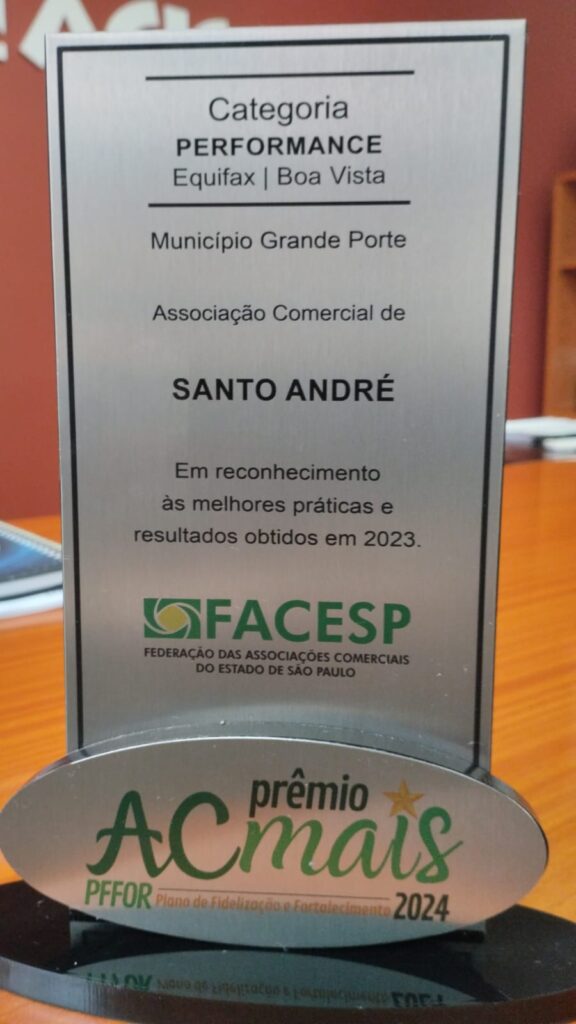 Categoria
PERFORMANCE
Equifax | Boa Vista
Município Grande Porte
Associação Comercial de
SANTO ANDRÉ
Em reconhecimento
às melhores práticas e
resultados obtidos em 2023.
FACESP
FEDERAÇÃO DAS ASSOCIAÇÕES COMERCIAIS
DO ESTADO DE SÃO PAULO
prêmio
ACmais
PFFOR Plano de Fidelização e Fortalecimento 2024